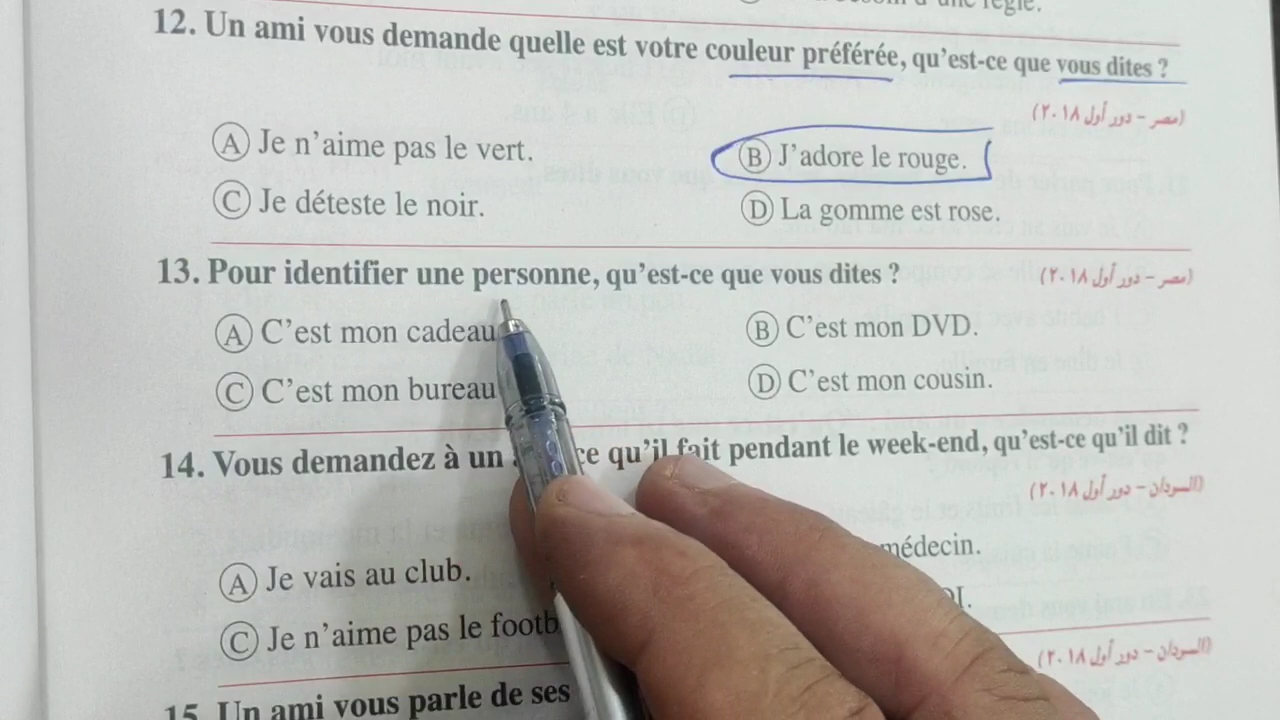 règle.
12. Un ami vous demande quelle est votre couleur préférée, qu'est-ce que vous dites ?
(مصر – دور أول ٢٠١٨)
A Je n'aime pas le vert.
B J'adore le rouge.
C Je déteste le noir.
D La gomme est rose.
13. Pour identifier une personne, qu'est-ce que vous dites ?
(مصر – دور أول ٢٠١٨)
A C'est mon cadeau
B C'est mon DVD.
C C'est mon bureau
D C'est mon cousin.
14. Vous demandez à un ce qu'il fait pendant le week-end, qu'est-ce qu'il dit ?
(السودان – دور أول ٢٠١٨)
A Je vais au club.
médecin.
C Je n'aime pas le footb
(السودان – دور أول ٢٠١٨)
15. Un ami vous parle de ses